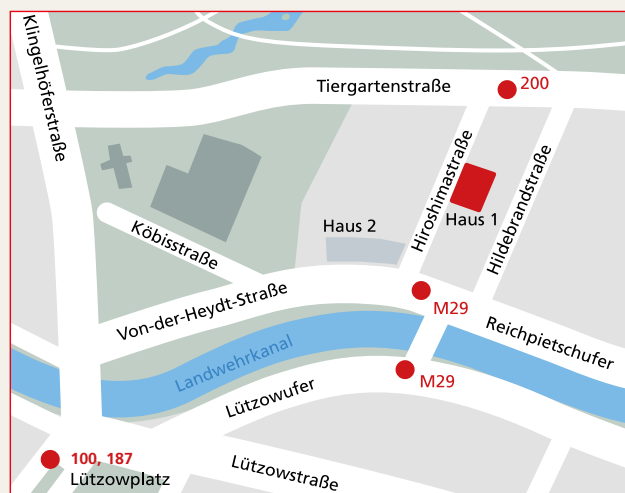 Klingelhöferstraße
Tiergartenstraße
200
Hiroshimastraße
Hildebrandstraße
Haus 1
Haus 2
Köbisstraße
Von-der-Heydt-Straße
M29
Reichpietschufer
Landwehrkanal
M29
Lützowufer
100, 187
Lützowplatz
Lützowstraße